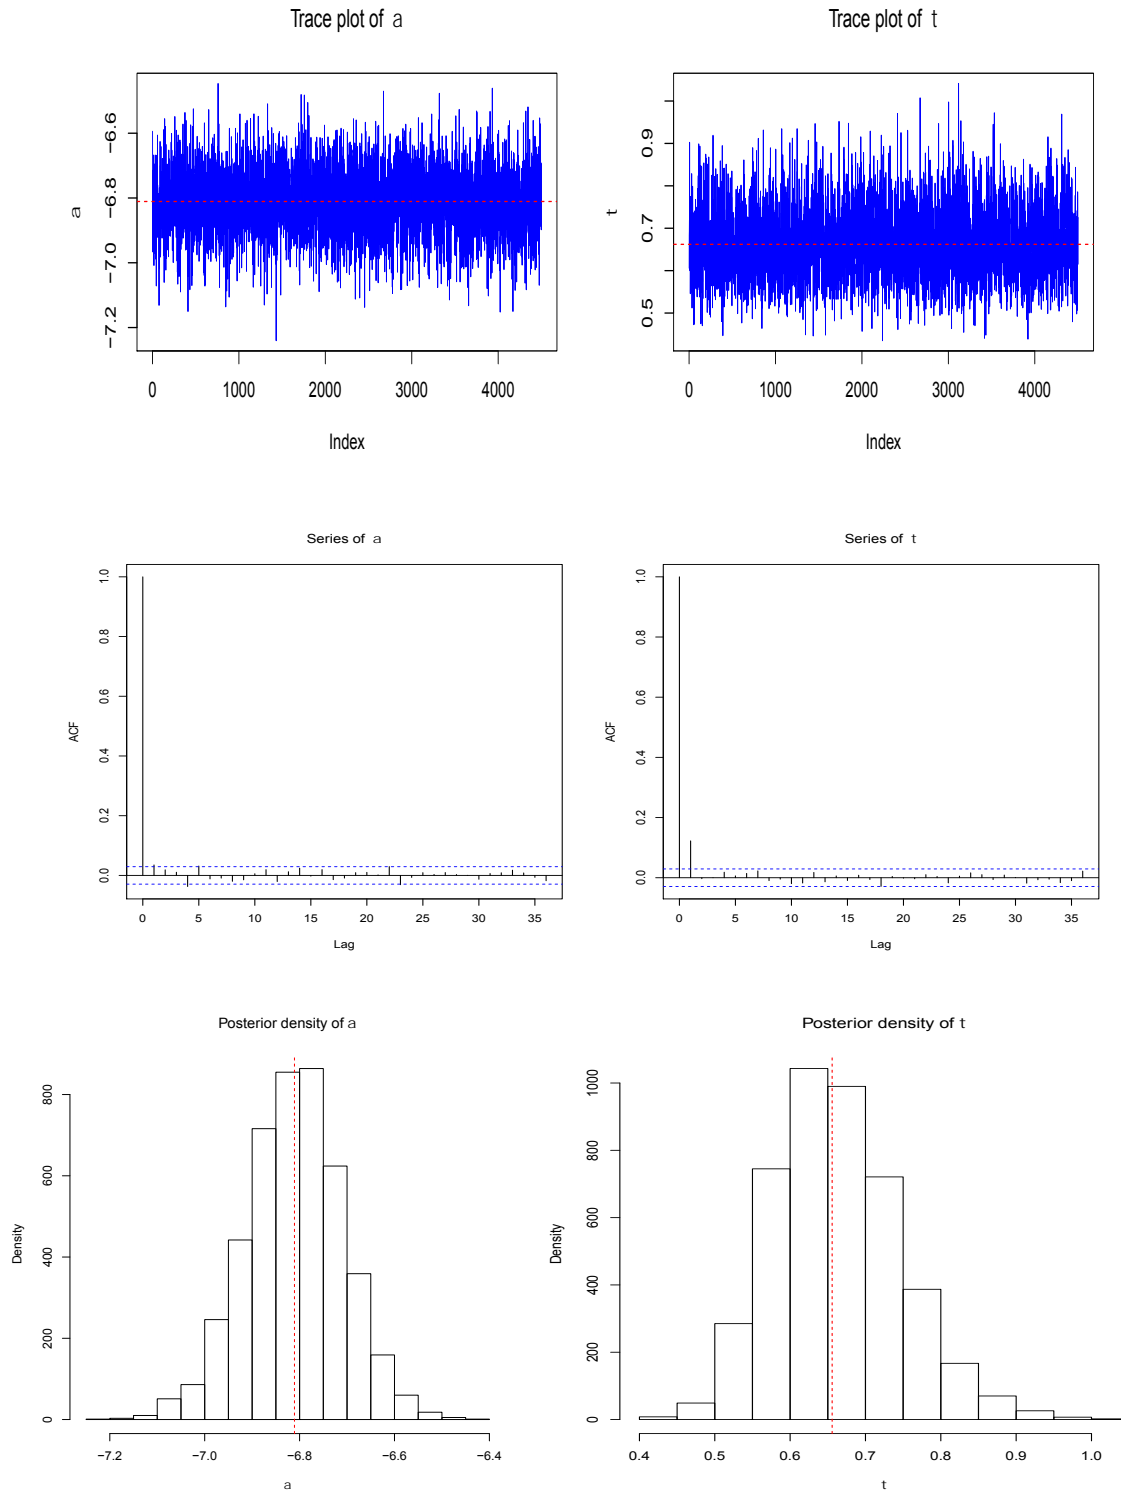 Trace plot of a
Trace plot of t
a
−7.2 −7.0 −6.8 −6.6
t
0.5 0.7 0.9
0 1000 2000 3000 4000
0 1000 2000 3000 4000
Index
Index
Series of a
Series of t
ACF
0.0 0.2 0.4 0.6 0.8 1.0
ACF
0.0 0.2 0.4 0.6 0.8 1.0
0 5 10 15 20 25 30 35
0 5 10 15 20 25 30 35
Lag
Lag
Posterior density of a
Posterior density of t
Density
0 200 400 600 800
Density
0 200 400 600 800 1000
−7.2 −7.0 −6.8 −6.6 −6.4
0.4 0.5 0.6 0.7 0.8 0.9 1.0
a
t